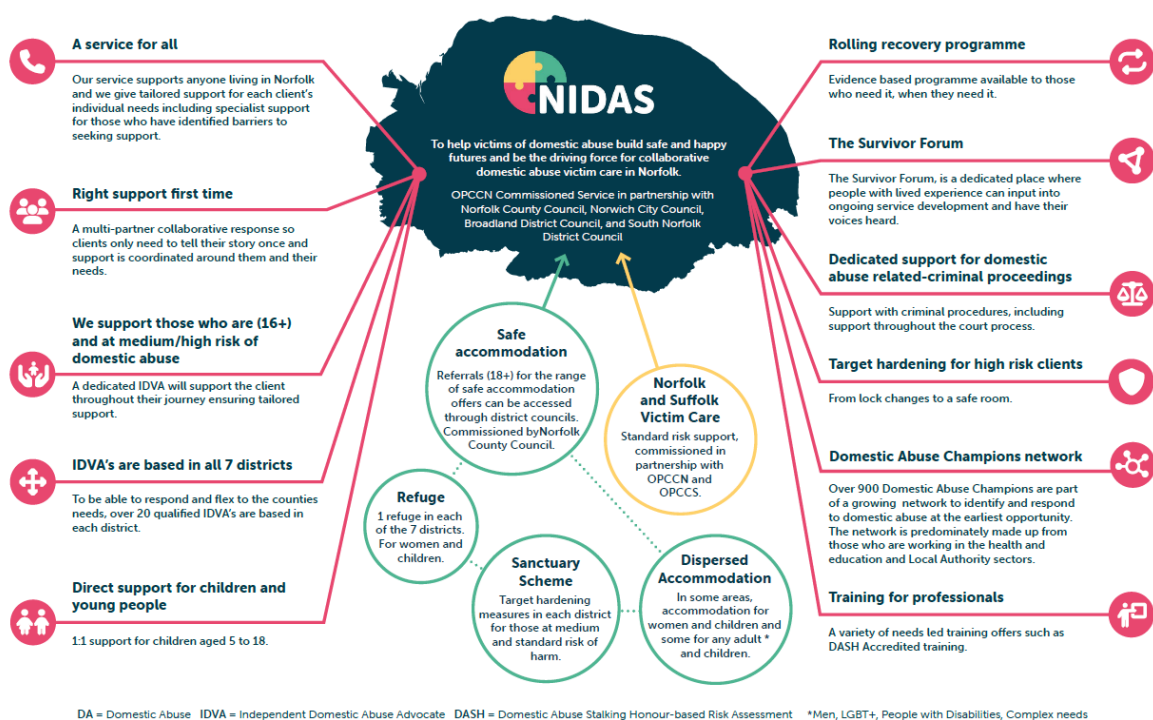 A service for all
Our service supports anyone living in Norfolk
and we give tailored support for each client's
individual needs including specialist support
for those who have identified barriers to
seeking support.
Right support first time
A multi-partner collaborative response so
clients only need to tell their story once and
support is coordinated around them and their
needs.
We support those who are (16+)
and at medium/high risk of
domestic abuse
A dedicated IDVA will support the client
throughout their journey ensuring tailored
support.
IDVA's are based in all 7 districts
To be able to respond and flex to the counties
needs, over 20 qualified IDVA's are based in
each district.
Direct support for children and
young people
1:1 support for children aged 5 to 18.
NIDAS
To help victims of domestic abuse build safe and happy
futures and be the driving force for collaborative
domestic abuse victim care in Norfolk.
OPCCN Commissioned Service in partnership with
Norfolk County Council, Norwich City Council,
Broadland District Council, and South Norfolk
District Council
Safe
accommodation
Referrals (18+) for the range
of safe accommodation
offers can be accessed
through district councils.
Commissioned byNorfolk
County Council.
Norfolk
and Suffolk
Victim Care
Standard risk support,
commissioned in
partnership with
OPCCN and
OPCCS.
Refuge
1 refuge in each
of the 7 districts.
For women and
children.
Sanctuary
Scheme
Target hardening
measures in each district
for those at medium
and standard risk of
harm.
Dispersed
Accommodation
In some areas,
accommodation for
women and children and
some for any adult *
and children.
Rolling recovery programme
Evidence based programme available to those
who need it, when they need it.
The Survivor Forum
The Survivor Forum, is a dedicated place where
people with lived experience can input into
ongoing service development and have their
voices heard.
Dedicated support for domestic
abuse related-criminal proceedings
Support with criminal procedures, including
support throughout the court process.
Target hardening for high risk clients
From lock changes to a safe room.
Domestic Abuse Champions network
Over 900 Domestic Abuse Champions are part
of a growing network to identify and respond
to domestic abuse at the earliest opportunity.
The network is predominately made up from
those who are working in the health and
education and Local Authority sectors.
Training for professionals
A variety of needs led training offers such as
DASH Accredited training.
DA = Domestic Abuse IDVA = Independent Domestic Abuse Advocate DASH = Domestic Abuse Stalking Honour-based Risk Assessment *Men, LGBT+, People with Disabilities, Complex needs